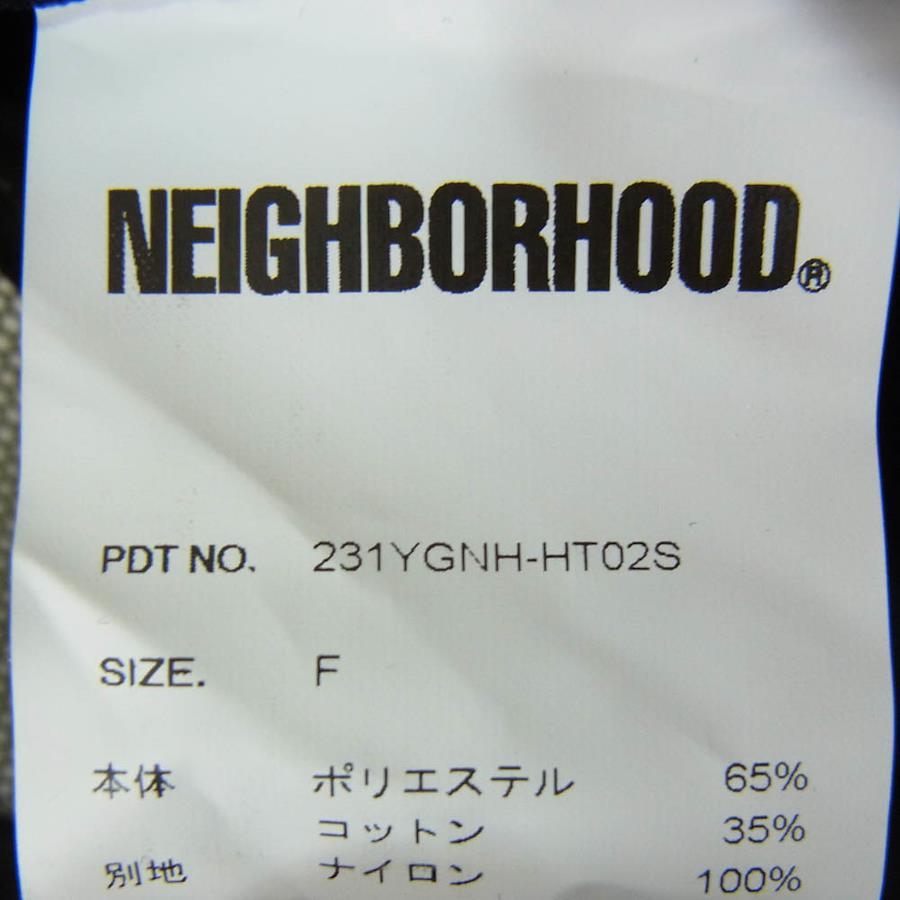 NEIGHBORHOOD®
PDT NO. 231YGNH-HT02S
SIZE. F
本体 ポリエステル 65%
コットン 35%
別地 ナイロン 100%